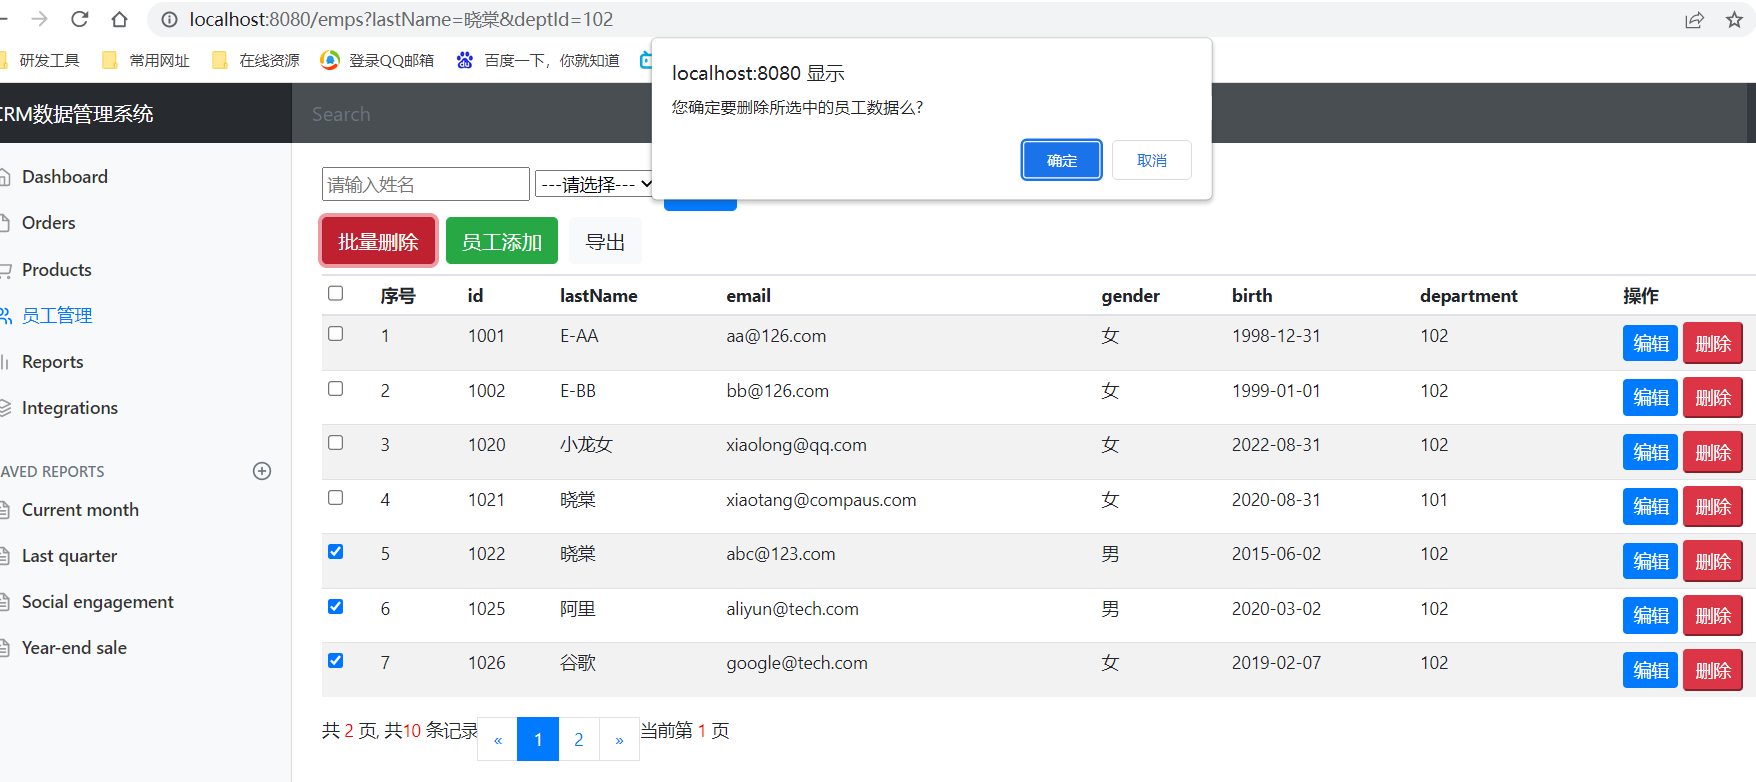 localhost:8080/emps?lastName=晓棠&deptId=102
研发工具 常用网址 在线资源 登录QQ邮箱 百度一下，你就知道
localhost:8080 显示
您确定要删除所选中的员工数据么?
确定 取消
CRM数据管理系统 Search
Dashboard
Orders
Products
员工管理
Reports
Integrations
AVED REPORTS
Current month
Last quarter
Social engagement
Year-end sale
请输入姓名 ---请选择---
批量删除 员工添加 导出
序号 id lastName email gender birth department 操作
1 1001 E-AA aa@126.com 女 1998-12-31 102 编辑 删除
2 1002 E-BB bb@126.com 女 1999-01-01 102 编辑 删除
3 1020 小龙女 xiaolong@qq.com 女 2022-08-31 102 编辑 删除
4 1021 晓棠 xiaotang@compaus.com 女 2020-08-31 101 编辑 删除
5 1022 晓棠 abc@123.com 男 2015-06-02 102 编辑 删除
6 1025 阿里 aliyun@tech.com 男 2020-03-02 102 编辑 删除
7 1026 谷歌 google@tech.com 女 2019-02-07 102 编辑 删除
共 2 页, 共10 条记录 « 1 2 » 当前第 1 页